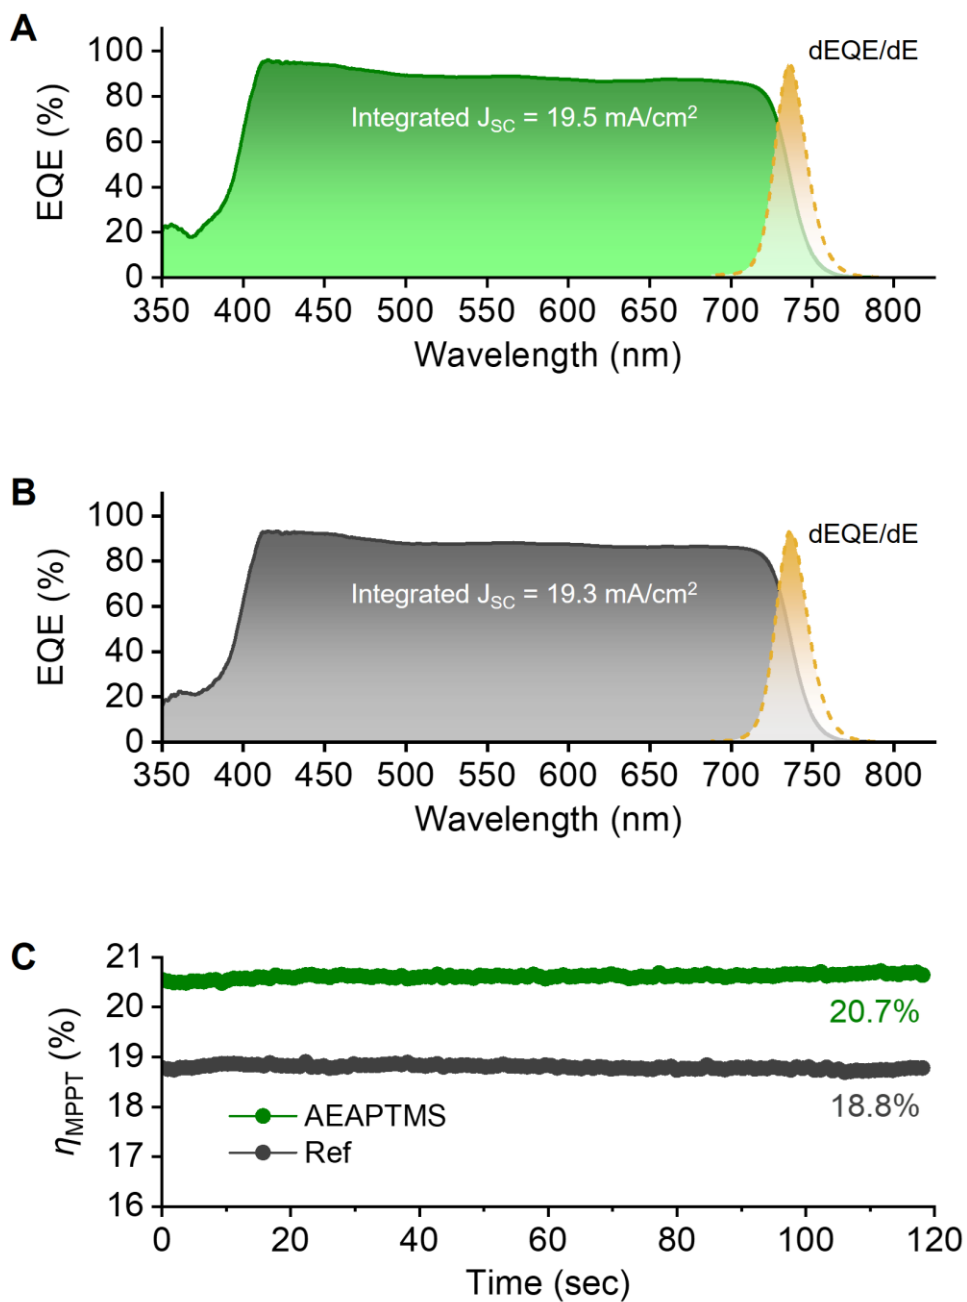 A
EQE (%)
100
80
60
40
20
0
dEQE/dE
Integrated J_SC = 19.5 mA/cm²
350 400 450 500 550 600 650 700 750 800
Wavelength (nm)
B
EQE (%)
100
80
60
40
20
0
dEQE/dE
Integrated J_SC = 19.3 mA/cm²
350 400 450 500 550 600 650 700 750 800
Wavelength (nm)
C
η_MPPT (%)
21
20
19
18
17
16
20.7%
18.8%
AEAPTMS
Ref
0 20 40 60 80 100 120
Time (sec)